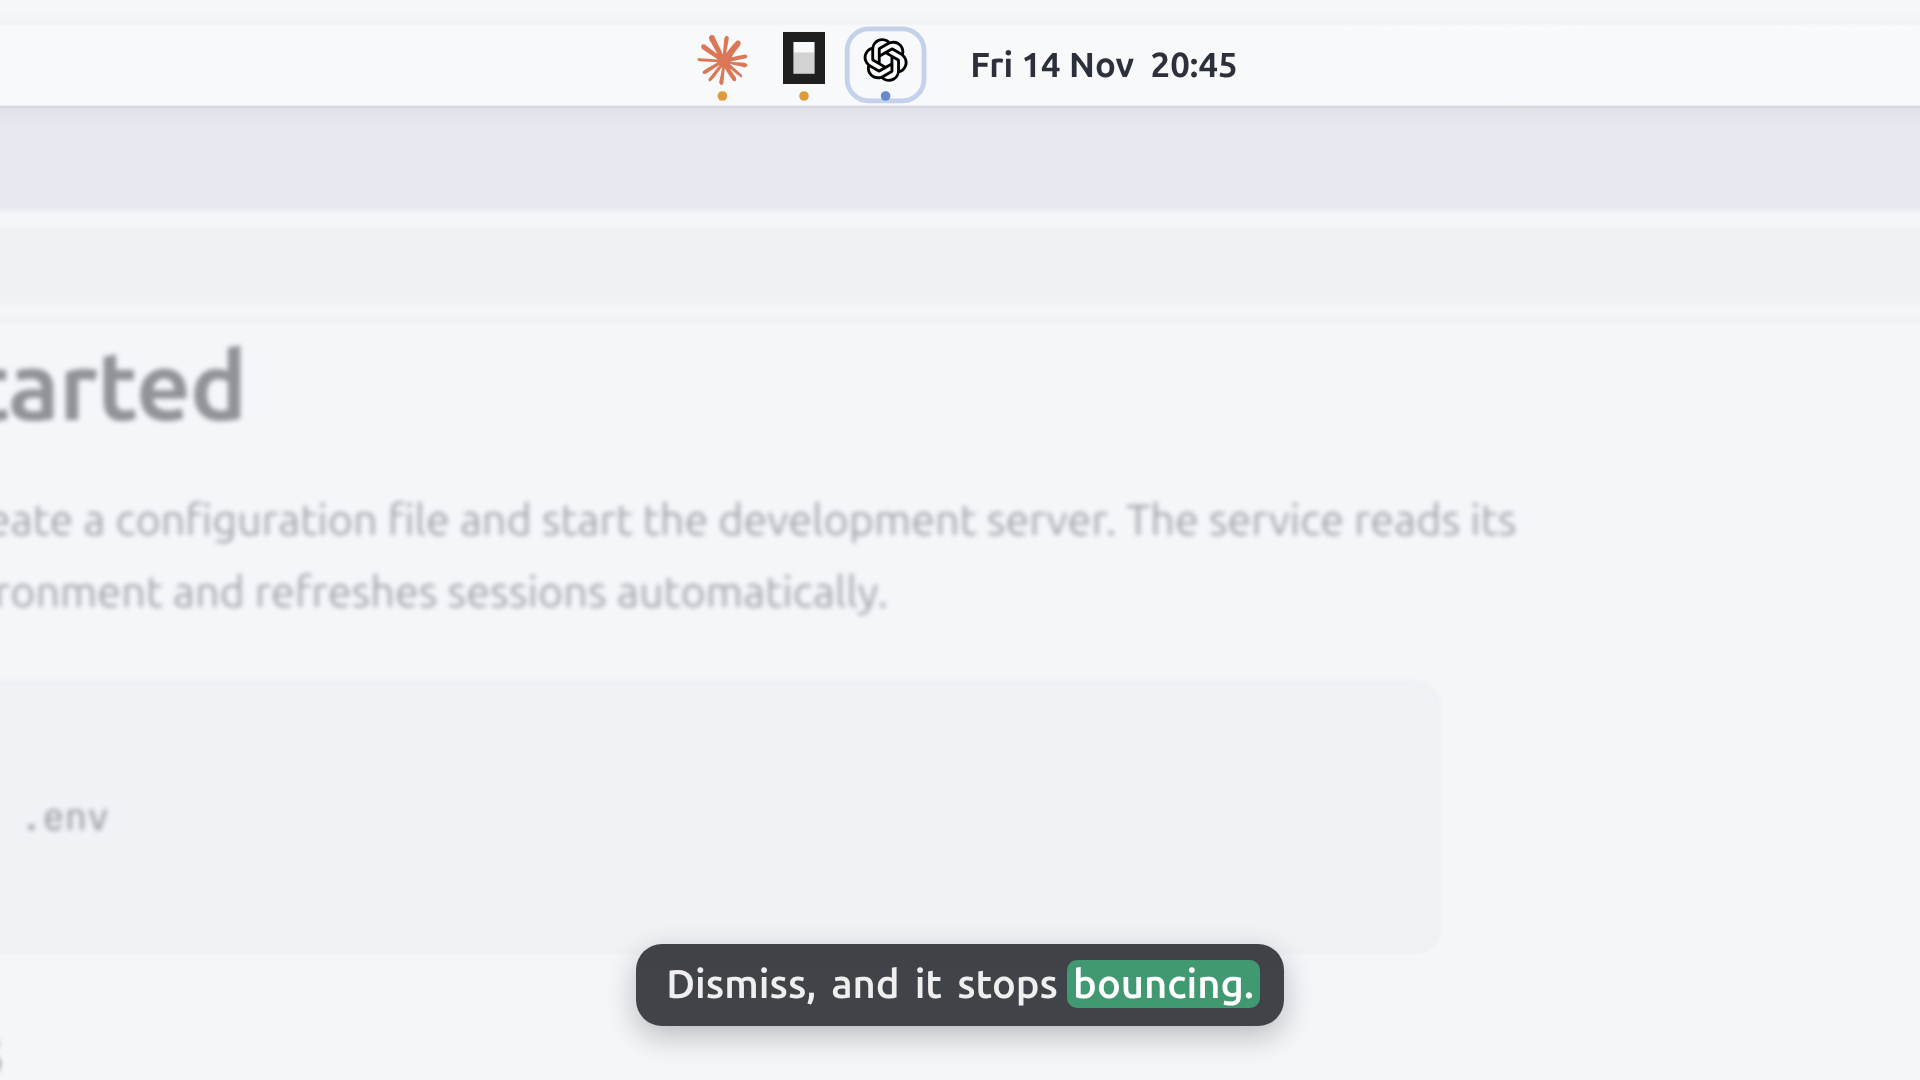 Fri 14 Nov 20:45
tarted
eate a configuration file and start the development server. The service reads its
ronment and refreshes sessions automatically.
.env
Dismiss, and it stops bouncing.